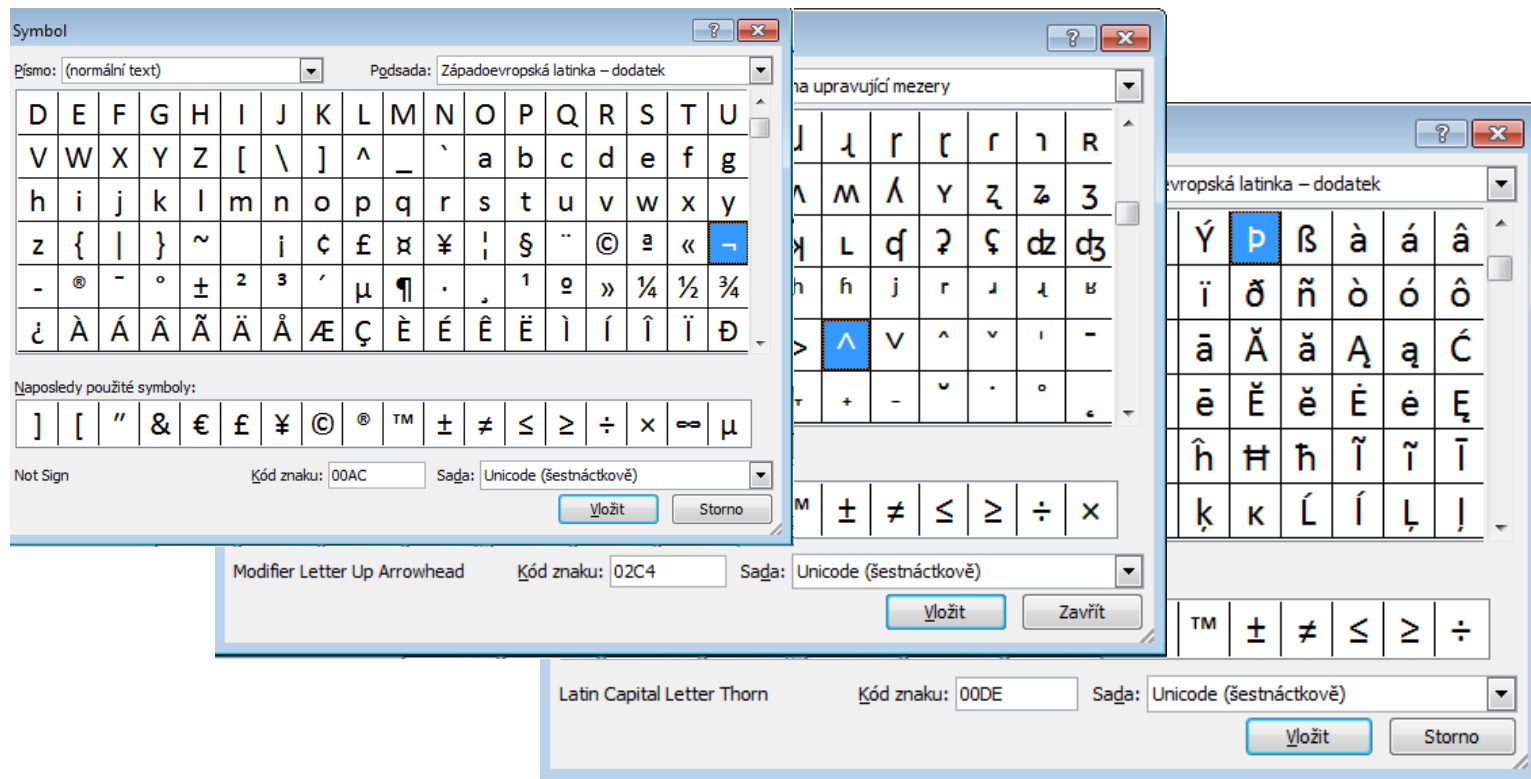 Symbol
Písmo: (normální text) Podsada: Západoevropská latinka – dodatek
D E F G H I J K L M N O P Q R S T U
V W X Y Z [ \ ] ^ _ ` a b c d e f g
h i j k l m n o p q r s t u v w x y
z { | } ~ ¡ ¢ £ ¤ ¥ ¦ § ¨ © ª « ¬
- ® ¯ ° ± ² ³ ´ µ ¶ · ¸ ¹ º » ¼ ½ ¾
¿ À Á Â Ã Ä Å Æ Ç È É Ê Ë Ì Í Î Ï Đ
Naposledy použité symboly:
] [ ″ & € £ ¥ © ® ™ ± ≠ ≤ ≥ ÷ × ∞ µ
Not Sign Kód znaku: 00AC Sada: Unicode (šestnáctkově)
Vložit Storno
upravující mezery
ɻ ɼ ɽ ɾ ɿ ʀ
ʍ ʎ ʏ ʐ ʑ ʒ
ʟ ʠ ʡ ʢ ʣ ʤ
ʱ ʲ ʳ ʴ ʵ ʶ
˃ ˄ ˅ ˆ ˇ ˈ ˉ
˖ ˗ ˘ ˙ ˚ ˛
± ≠ ≤ ≥ ÷ ×
Modifier Letter Up Arrowhead Kód znaku: 02C4 Sada: Unicode (šestnáctkově)
Vložit Zavřít
latinka – dodatek
Ý Þ ß à á â
ï ð ñ ò ó ô
ā Ă ă Ą ą Ć
ē Ĕ ĕ Ė ė Ę
ĥ Ħ ħ Ĩ ĩ Ī
ķ ĸ Ĺ ĺ Ļ ļ
™ ± ≠ ≤ ≥ ÷
Latin Capital Letter Thorn Kód znaku: 00DE Sada: Unicode (šestnáctkově)
Vložit Storno